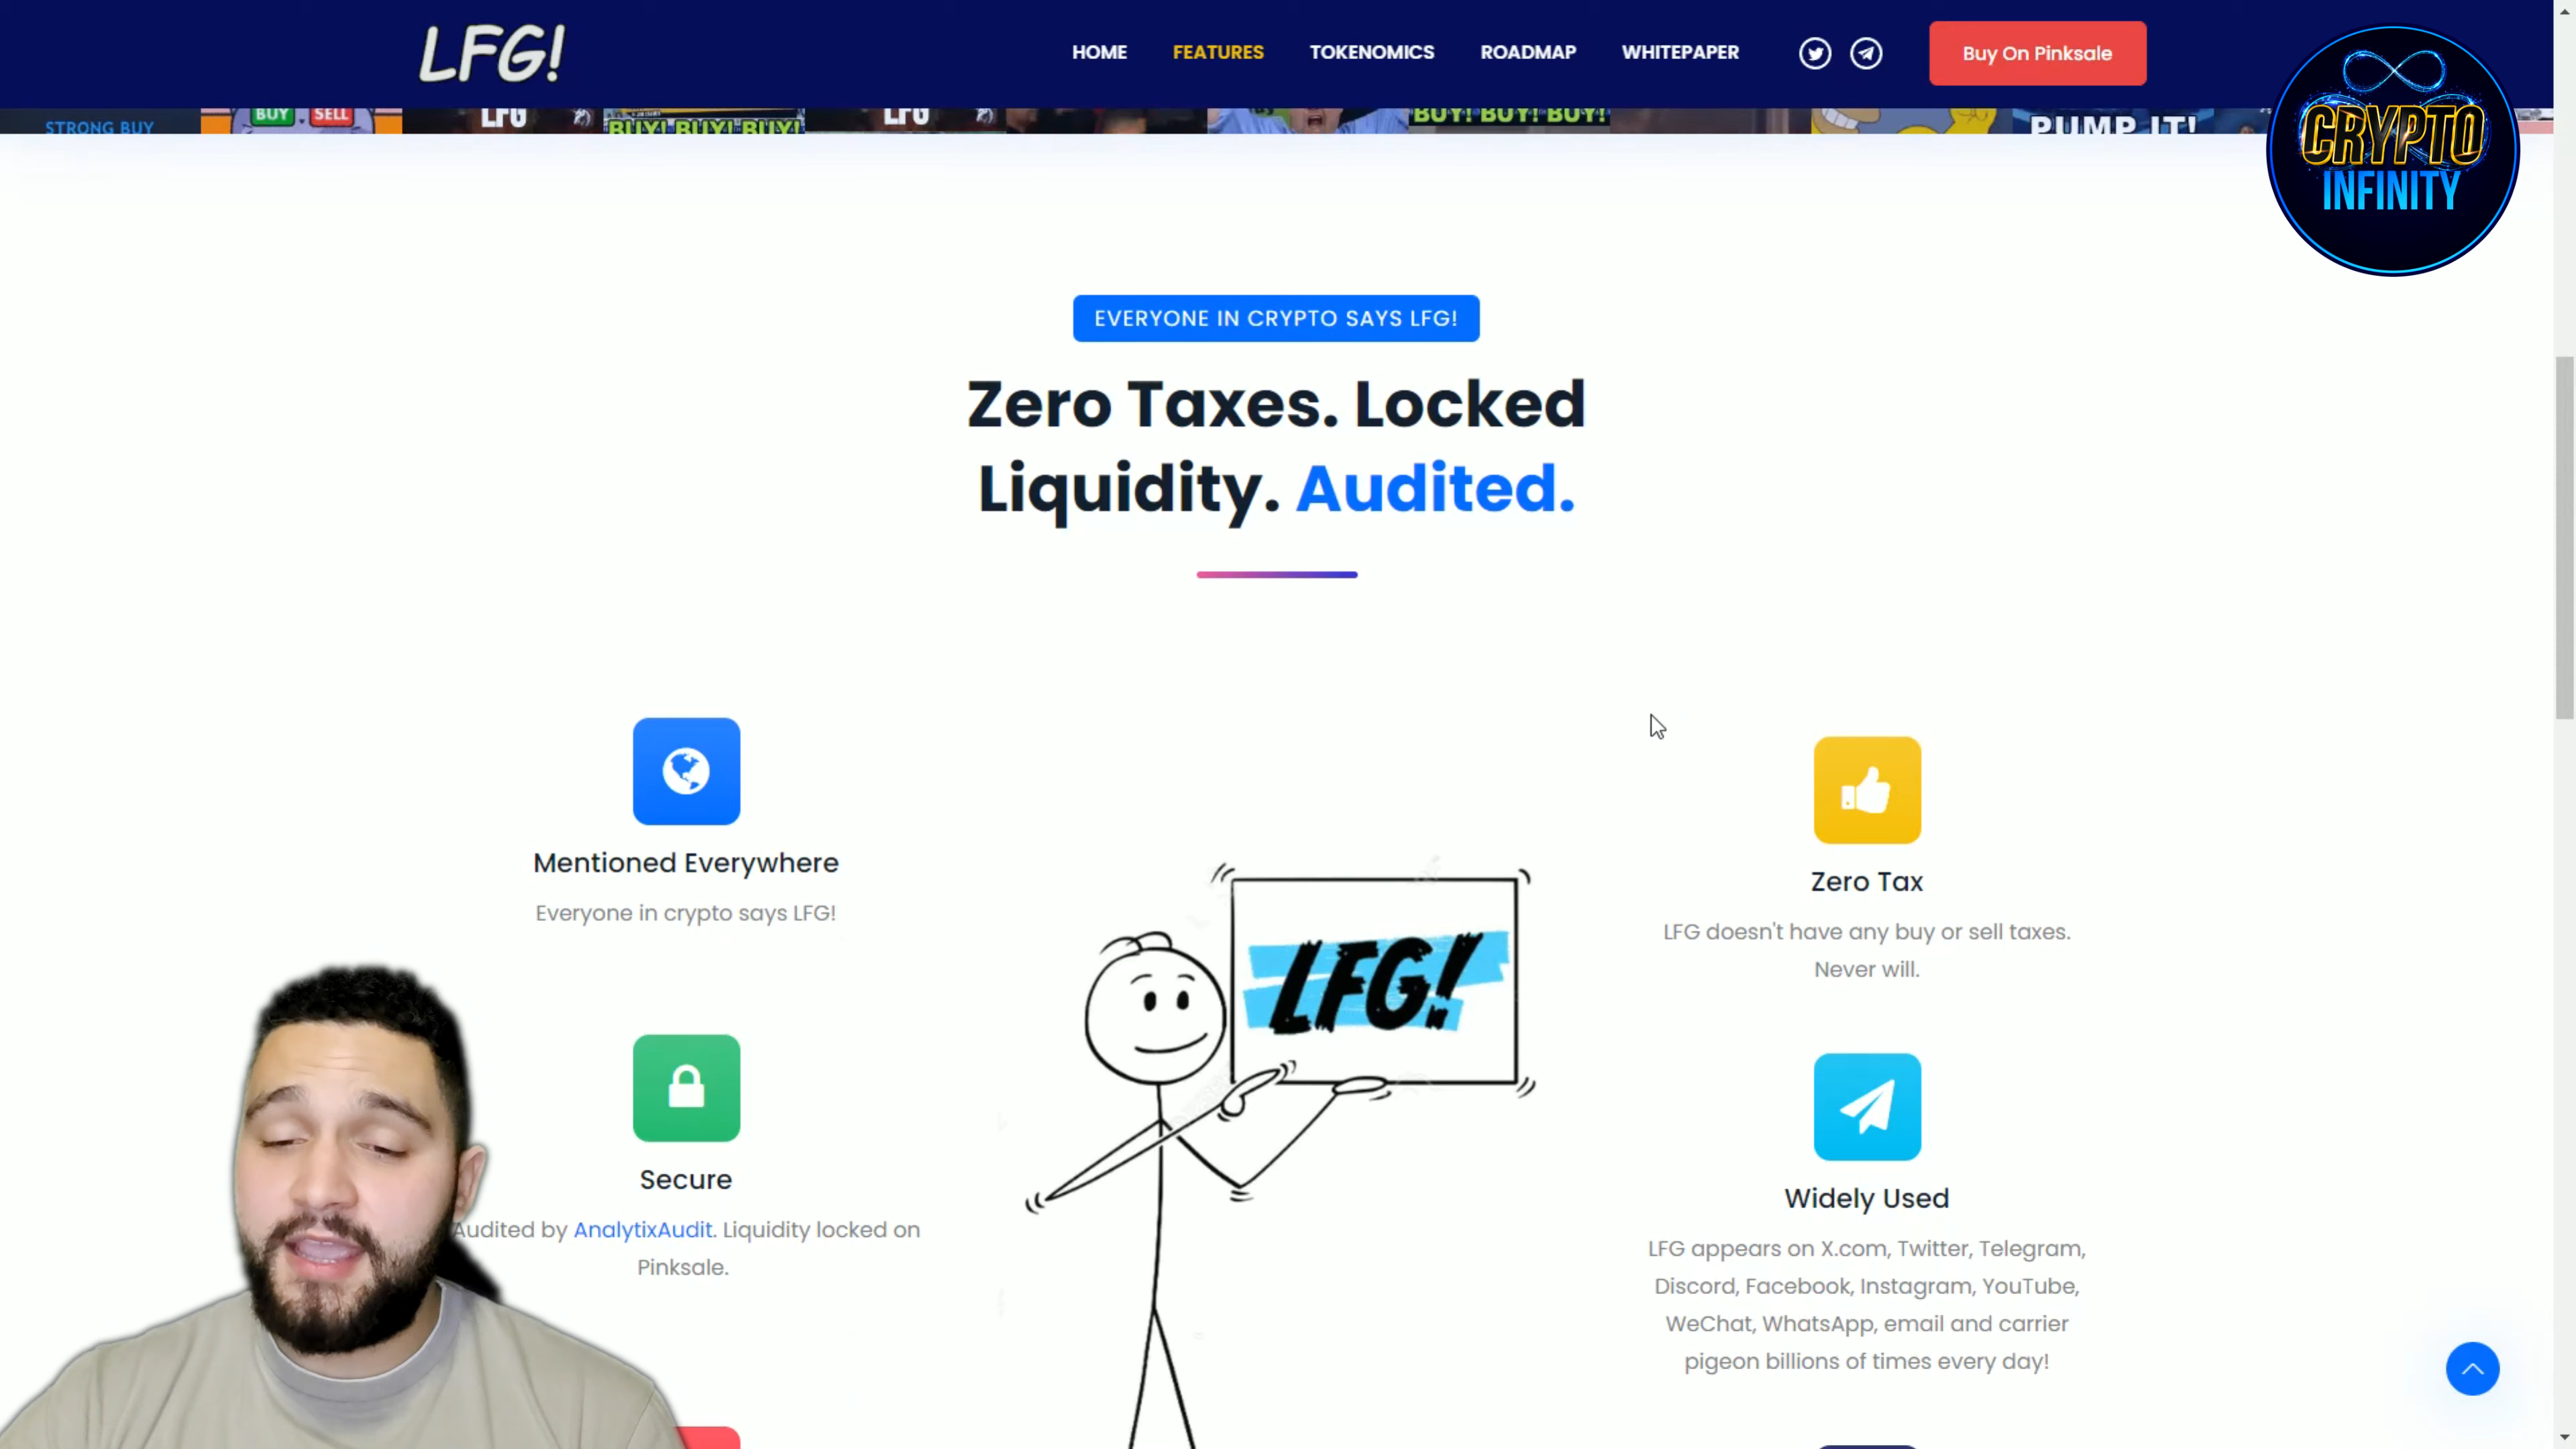 LFG!
HOME FEATURES TOKENOMICS ROADMAP WHITEPAPER
Buy On Pinksale
CRYPTO
INFINITY
STRONG BUY
BUY SELL
LFG
BUY! BUY! BUY!
LFG
BUY! BUY! BUY!
PUMP IT!
EVERYONE IN CRYPTO SAYS LFG!
Zero Taxes. Locked
Liquidity. Audited.
Mentioned Everywhere
Everyone in crypto says LFG!
Secure
Audited by AnalytixAudit. Liquidity locked on
Pinksale.
LFG!
Zero Tax
LFG doesn't have any buy or sell taxes.
Never will.
Widely Used
LFG appears on X.com, Twitter, Telegram,
Discord, Facebook, Instagram, YouTube,
WeChat, WhatsApp, email and carrier
pigeon billions of times every day!